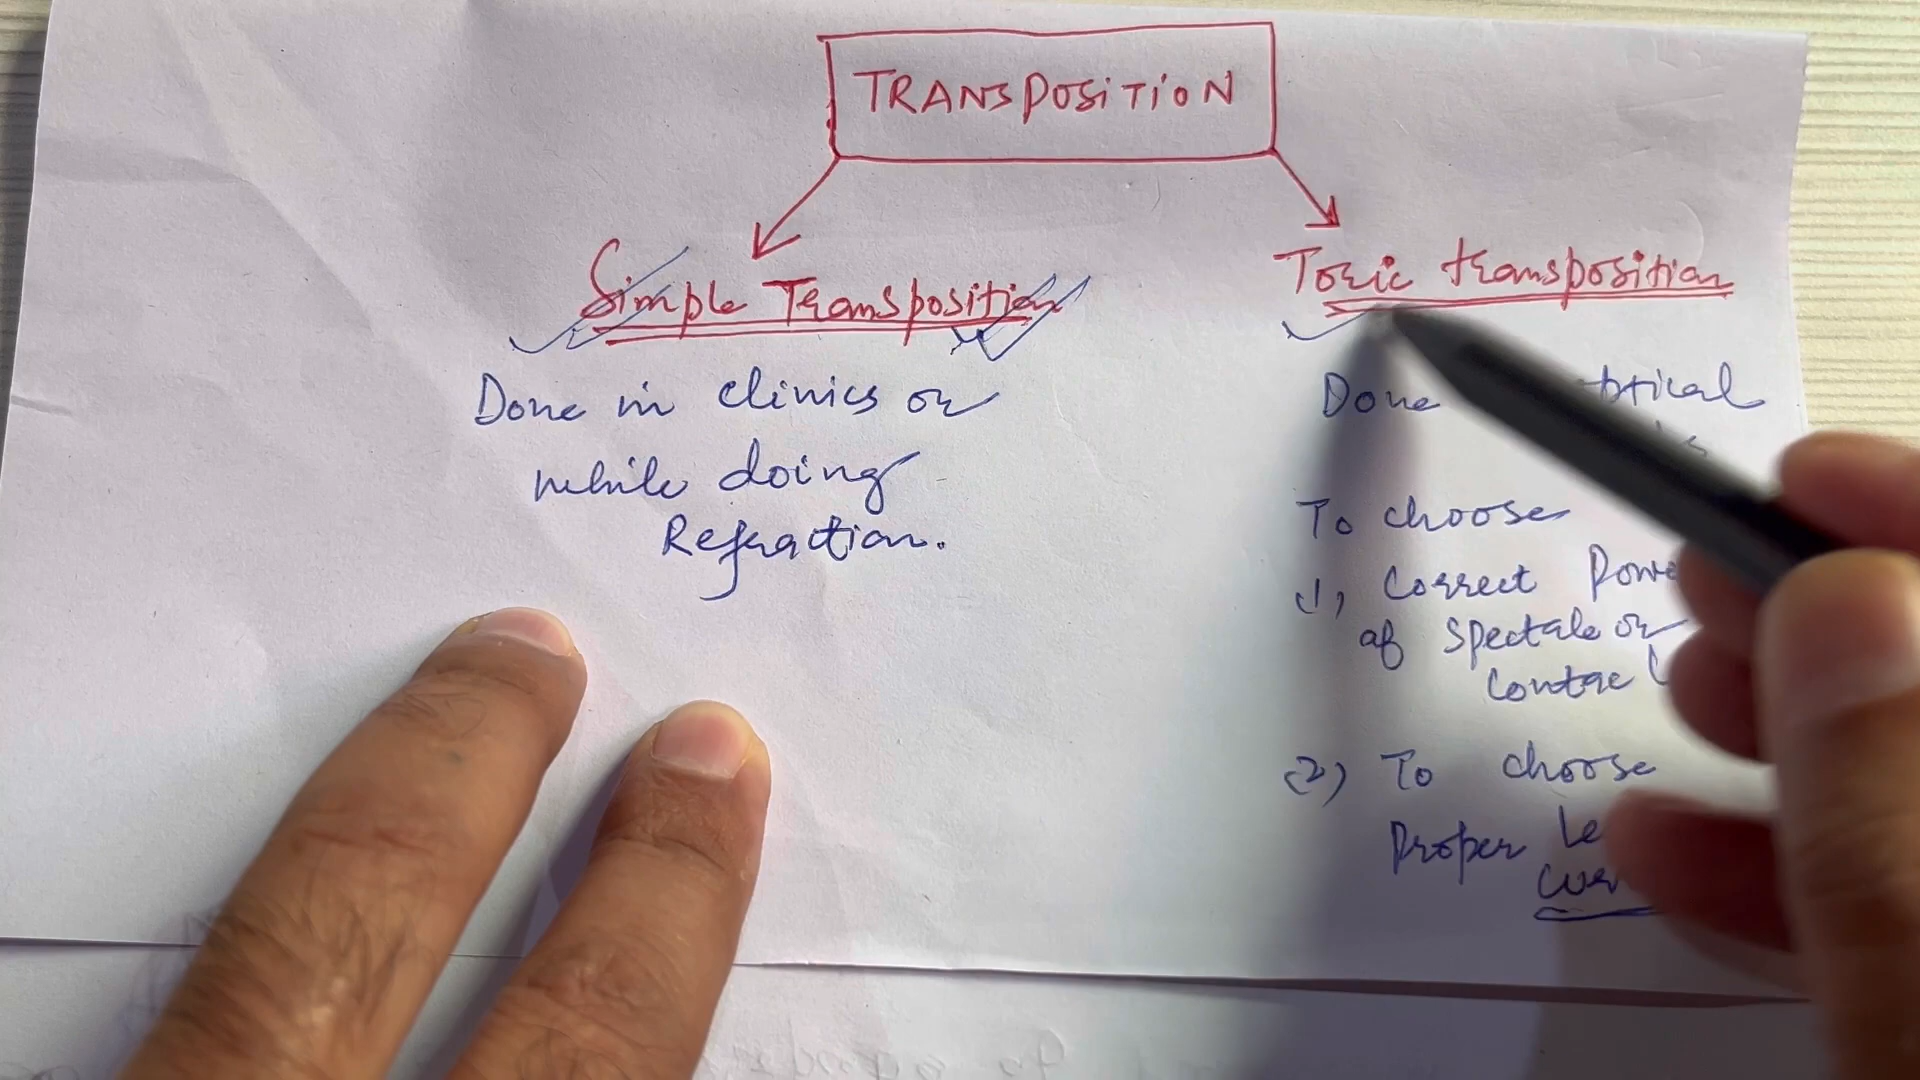 TRANSPOSITION
Simple Transposition
Done in clinics or
while doing
Refraction.
Toric transposition
Done
To choose
(1) Correct
of Spectale or
(2) To choose
Proper